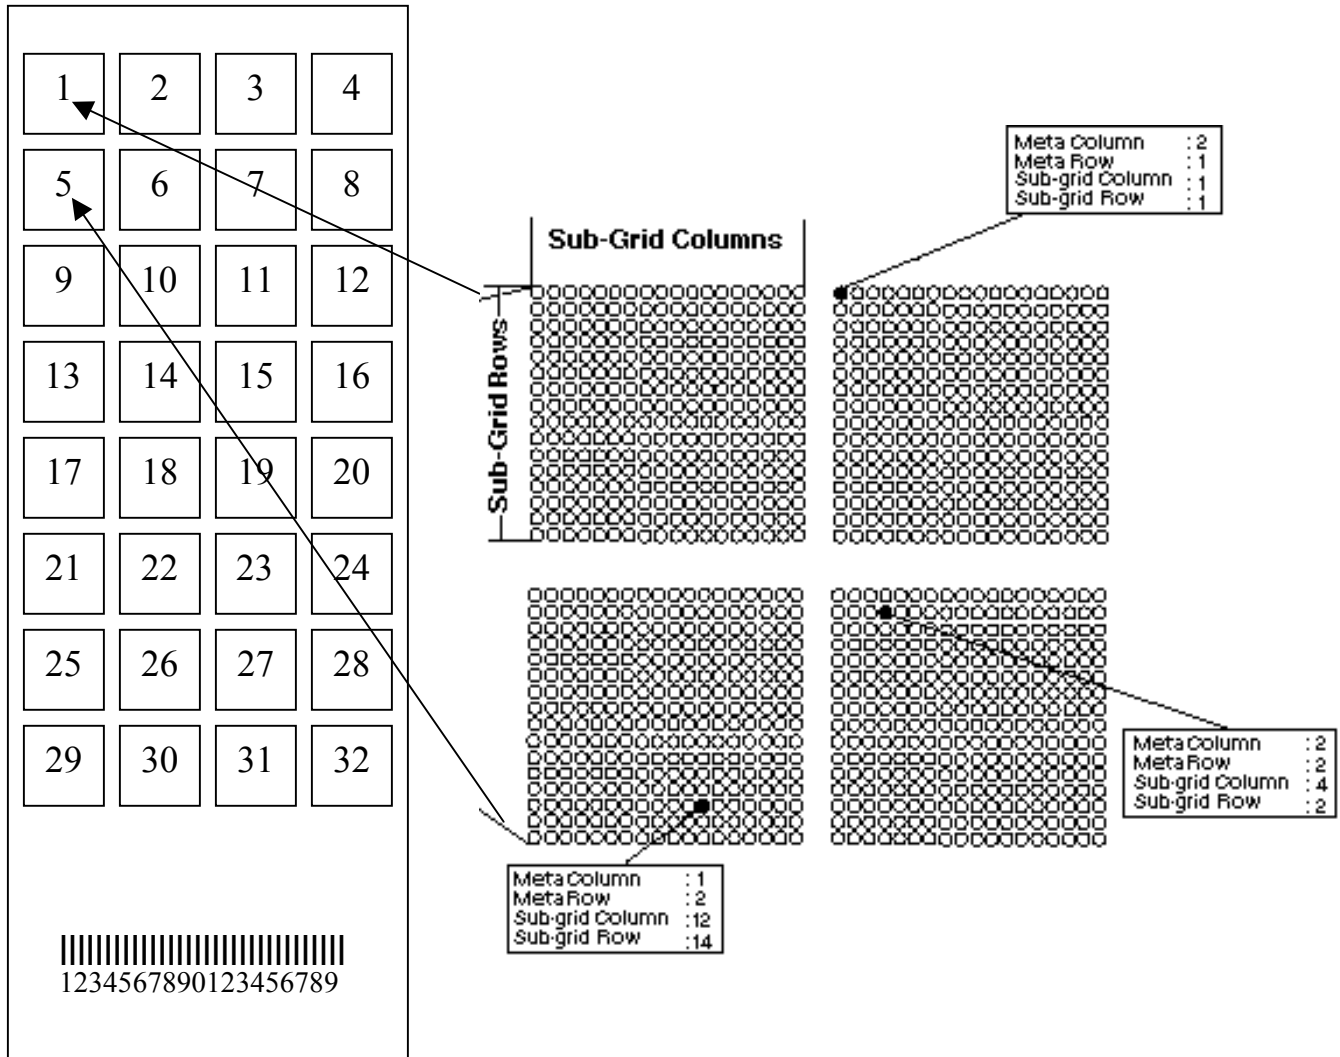 1 2 3 4
5 6 7 8
9 10 11 12
13 14 15 16
17 18 19 20
21 22 23 24
25 26 27 28
29 30 31 32
1234567890123456789
Sub-Grid Columns
Sub-Grid Rows
Meta Column : 2
Meta Row : 1
Sub-grid Column : 1
Sub-grid Row : 1
Meta Column : 2
Meta Row : 2
Sub-grid Column : 4
Sub-grid Row : 2
Meta Column : 1
Meta Row : 2
Sub-grid Column :12
Sub-grid Row :14